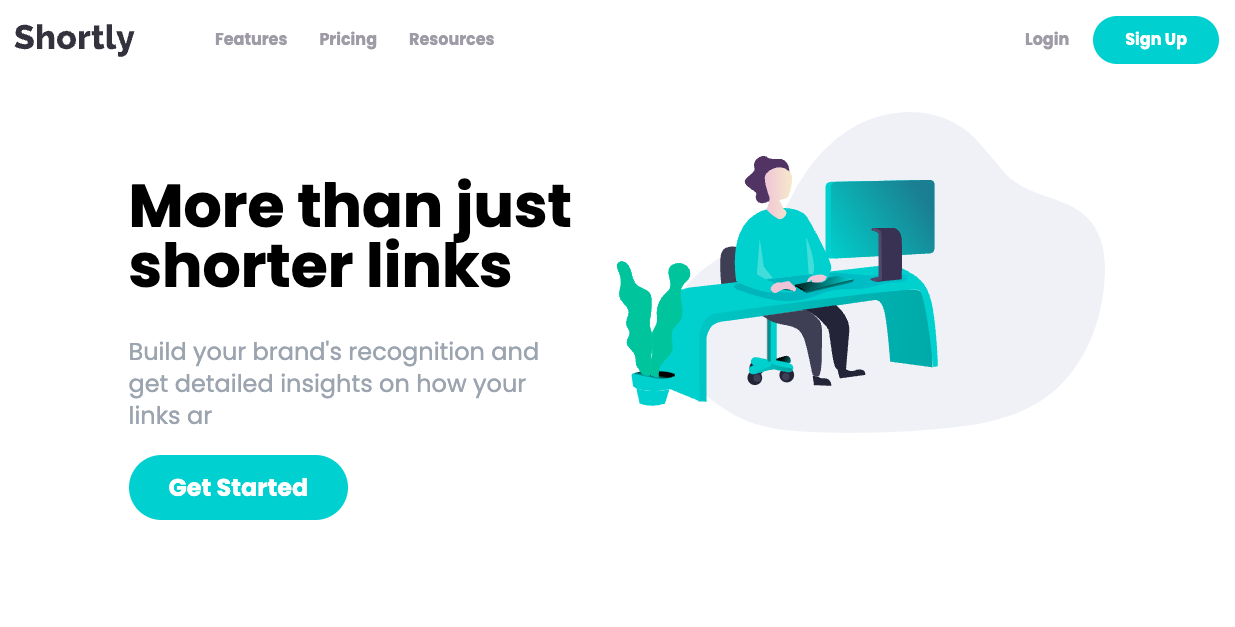 Shortly
Features Pricing Resources
Login Sign Up
More than just
shorter links
Build your brand's recognition and
get detailed insights on how your
links ar
Get Started